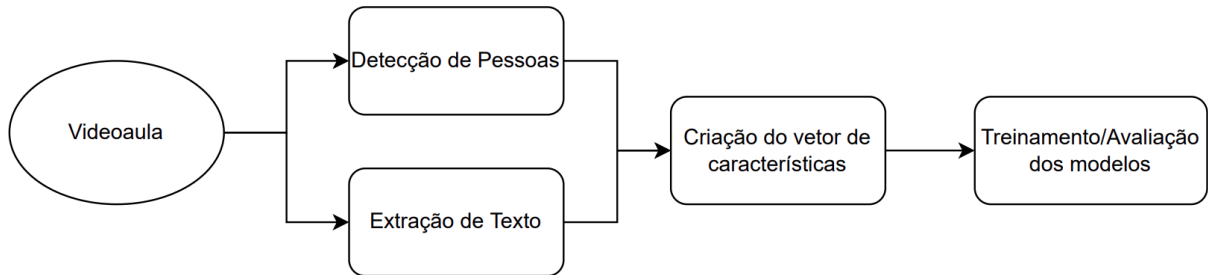 Videoaula
Detecção de Pessoas
Extração de Texto
Criação do vetor de
características
Treinamento/Avaliação
dos modelos